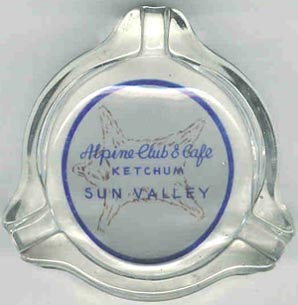 Alpine Club & Cafe
KETCHUM
SUN VALLEY